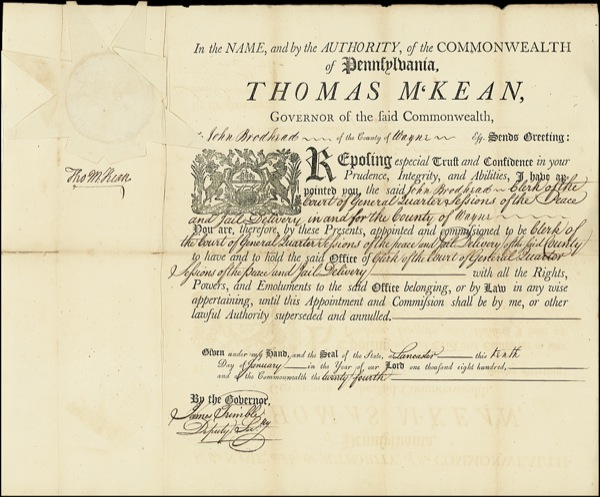 In the NAME, and by the AUTHORITY, of the COMMONWEALTH
of Pennſylvania,
THOMAS M‘KEAN,
GOVERNOR of the ſaid Commonwealth,
John Brodhead of the County of Wayne Eſq. Sends Greeting:
Tho M:Kean
REpoſing eſpecial Truſt and Confidence in your
Prudence, Integrity, and Abilities, I have ap-
pointed you, the ſaid John Brodhead Clerk of the
Court of General Quarter Sessions of the Peace
and Jail Delivery, in and for the County of Wayne
You are, therefore, by theſe Preſents, appointed and commiſſioned to be Clerk of
the Court of General Quarter Sessions of the peace and Jail Delivery of the said County
to have and to hold the ſaid Office of Clerk of the Court of General Quarter
Sessions of the Peace and Jail Delivery with all the Rights,
Powers, and Emoluments to the ſaid Office belonging, or by Law in any wiſe
appertaining, until this Appointment and Commiſſion ſhall be by me, or other
lawful Authority ſuperſeded and annulled.
Given under my Hand, and the Seal of the State, at Lancaster this tenth
Day of January in the Year of our Lord one thouſand eight hundred,
and of the Commonwealth the twenty fourth
By the Governor,
James Trimble
Deputy Secy